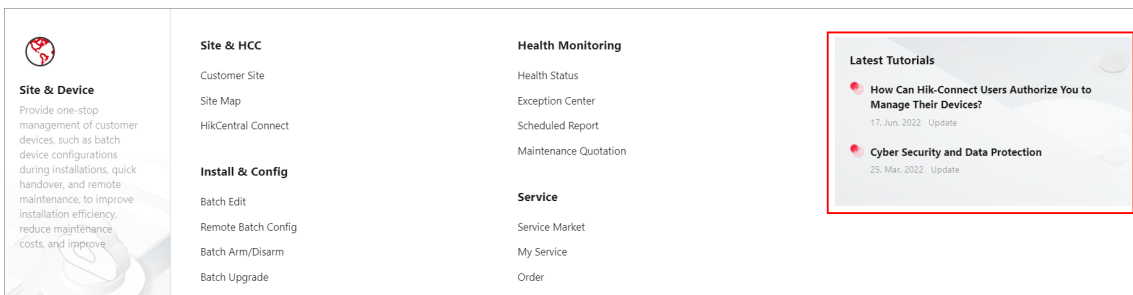 Site & Device
Provide one-stop
management of customer
devices, such as batch
device configurations
during installations, quick
handover, and remote
maintenance, to improve
installation efficiency,
reduce maintenance
costs, and improve
Site & HCC
Customer Site
Site Map
HikCentral Connect
Install & Config
Batch Edit
Remote Batch Config
Batch Arm/Disarm
Batch Upgrade
Health Monitoring
Health Status
Exception Center
Scheduled Report
Maintenance Quotation
Service
Service Market
My Service
Order
Latest Tutorials
How Can Hik-Connect Users Authorize You to
Manage Their Devices?
17, Jun, 2022 Update
Cyber Security and Data Protection
25, Mar, 2022 Update